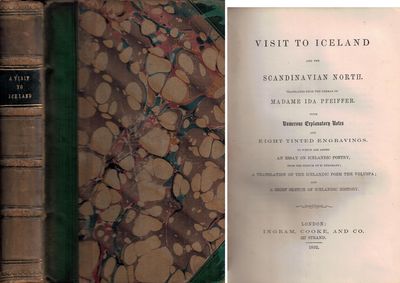 A VISIT
TO
ICELAND
VISIT TO ICELAND
AND THE
SCANDINAVIAN NORTH.
TRANSLATED FROM THE GERMAN OF
MADAME IDA PFEIFFER.
WITH
Numerous Explanatory Notes
AND
EIGHT TINTED ENGRAVINGS.
TO WHICH ARE ADDED
AN ESSAY ON ICELANDIC POETRY,
FROM THE FRENCH OF M. BERGMANN;
A TRANSLATION OF THE ICELANDIC POEM THE VOLUSPA;
AND
A BRIEF SKETCH OF ICELANDIC HISTORY.
LONDON:
INGRAM, COOKE, AND CO.
227 STRAND.
1852.